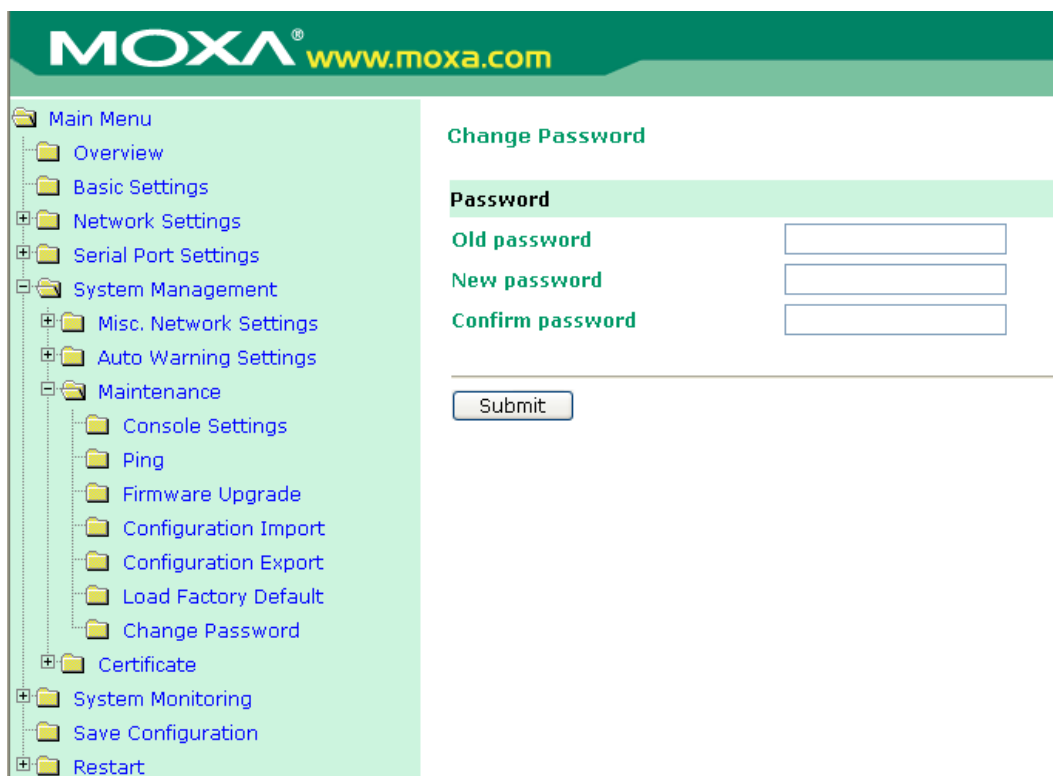 MOXA® www.moxa.com
Main Menu
Overview
Basic Settings
Network Settings
Serial Port Settings
System Management
Misc. Network Settings
Auto Warning Settings
Maintenance
Console Settings
Ping
Firmware Upgrade
Configuration Import
Configuration Export
Load Factory Default
Change Password
Certificate
System Monitoring
Save Configuration
Restart
Change Password
Password
Old password
New password
Confirm password
Submit